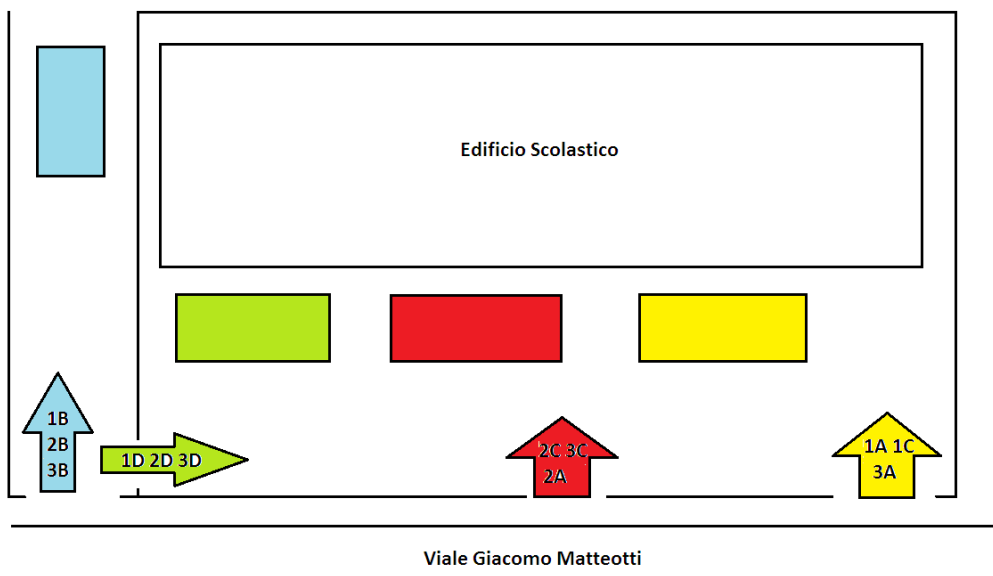 Edificio Scolastico
1B
2B
3B
1D 2D 3D
2C 3C
2A
1A 1C
3A
Viale Giacomo Matteotti